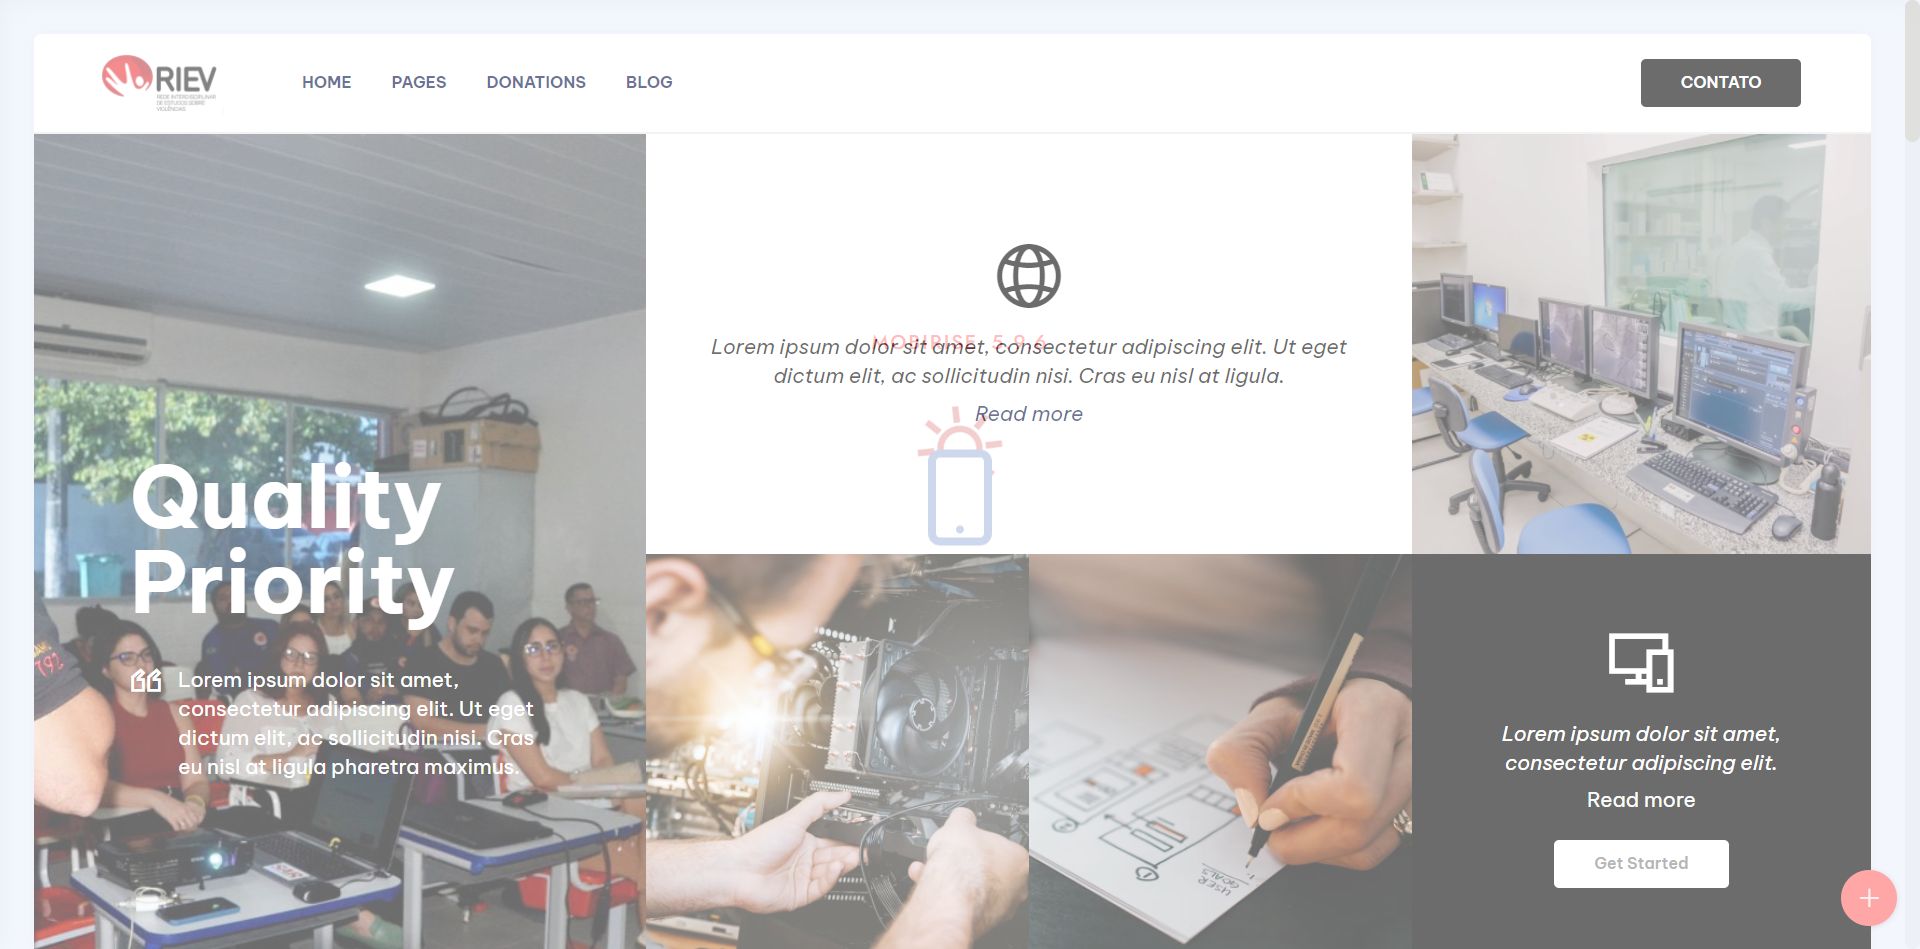 RIEV
REDE INTERDISCIPLINAR
DE ESTUDOS SOBRE
VIOLÊNCIAS
HOME
PAGES
DONATIONS
BLOG
CONTATO
Quality
Priority
Lorem ipsum dolor sit amet,
consectetur adipiscing elit. Ut eget
dictum elit, ac sollicitudin nisi. Cras
eu nisl at ligula pharetra maximus.
MOBIRISE 5.9.6
Lorem ipsum dolor sit amet, consectetur adipiscing elit. Ut eget
dictum elit, ac sollicitudin nisi. Cras eu nisl at ligula.
Read more
USER
GOALS
Lorem ipsum dolor sit amet,
consectetur adipiscing elit.
Read more
Get Started